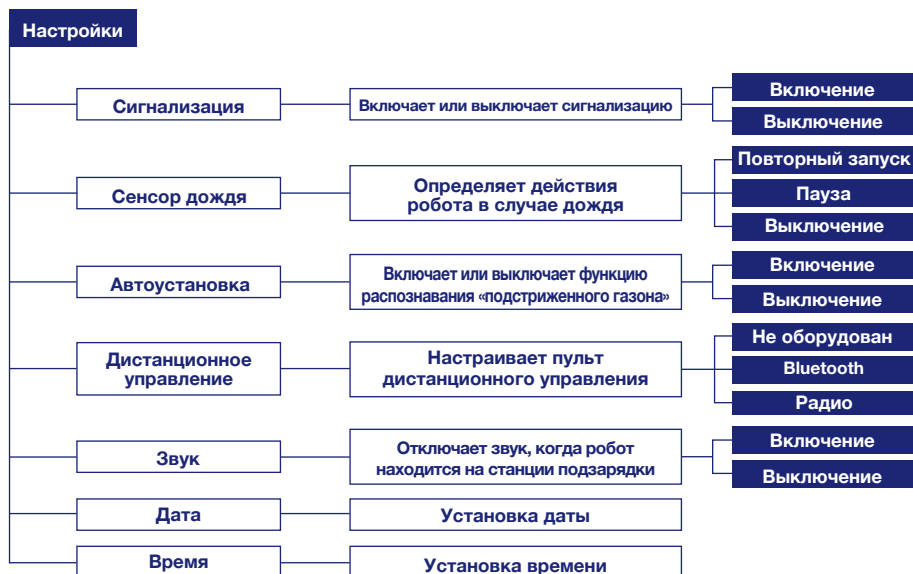 Настройки
Сигнализация
Включает или выключает сигнализацию
Включение
Выключение
Сенсор дождя
Определяет действия
робота в случае дождя
Повторный запуск
Пауза
Выключение
Автоустановка
Включает или выключает функцию
распознавания «подстриженного газона»
Включение
Выключение
Дистанционное
управление
Настраивает пульт
дистанционного управления
Не оборудован
Bluetooth
Радио
Звук
Отключает звук, когда робот
находится на станции подзарядки
Включение
Выключение
Дата
Установка даты
Время
Установка времени